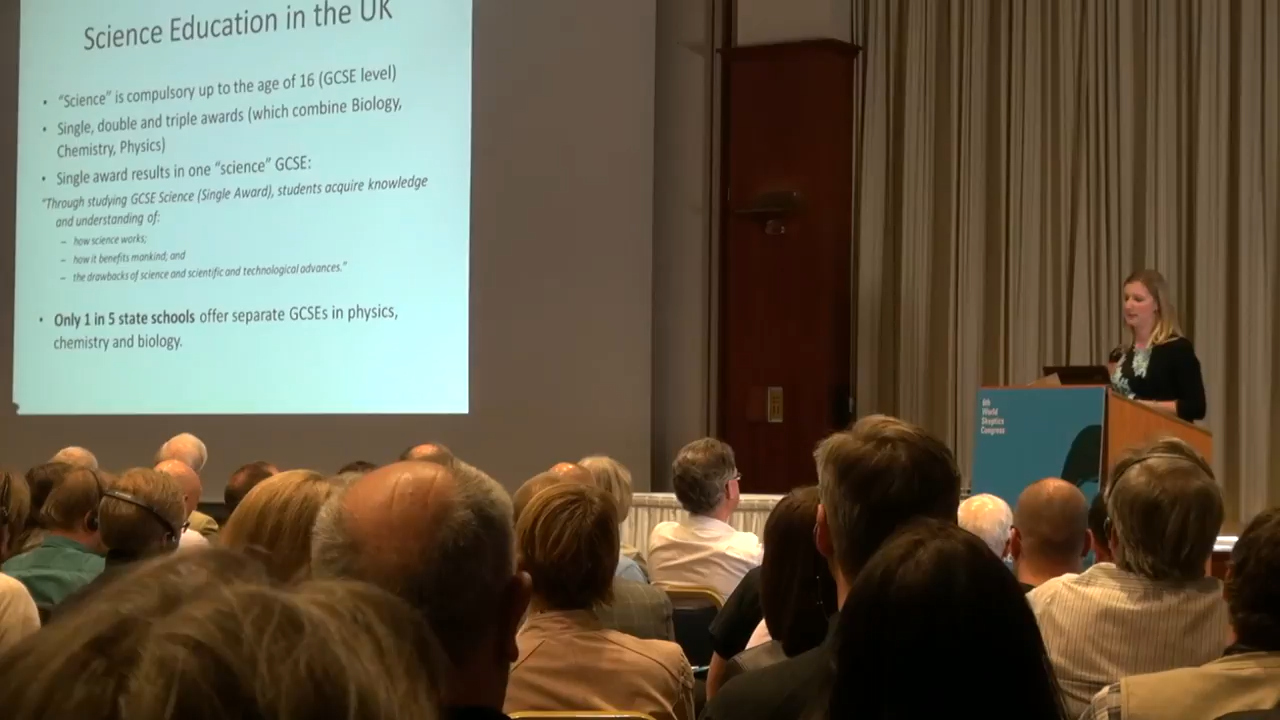 Science Education in the UK
• "Science" is compulsory up to the age of 16 (GCSE level)
• Single, double and triple awards (which combine Biology,
Chemistry, Physics)
• Single award results in one "science" GCSE:
"Through studying GCSE Science (Single Award), students acquire knowledge
and understanding of:
– how science works;
– how it benefits mankind; and
– the drawbacks of science and scientific and technological advances."
• Only 1 in 5 state schools offer separate GCSEs in physics,
chemistry and biology.
6th
World
Skeptics
Congress